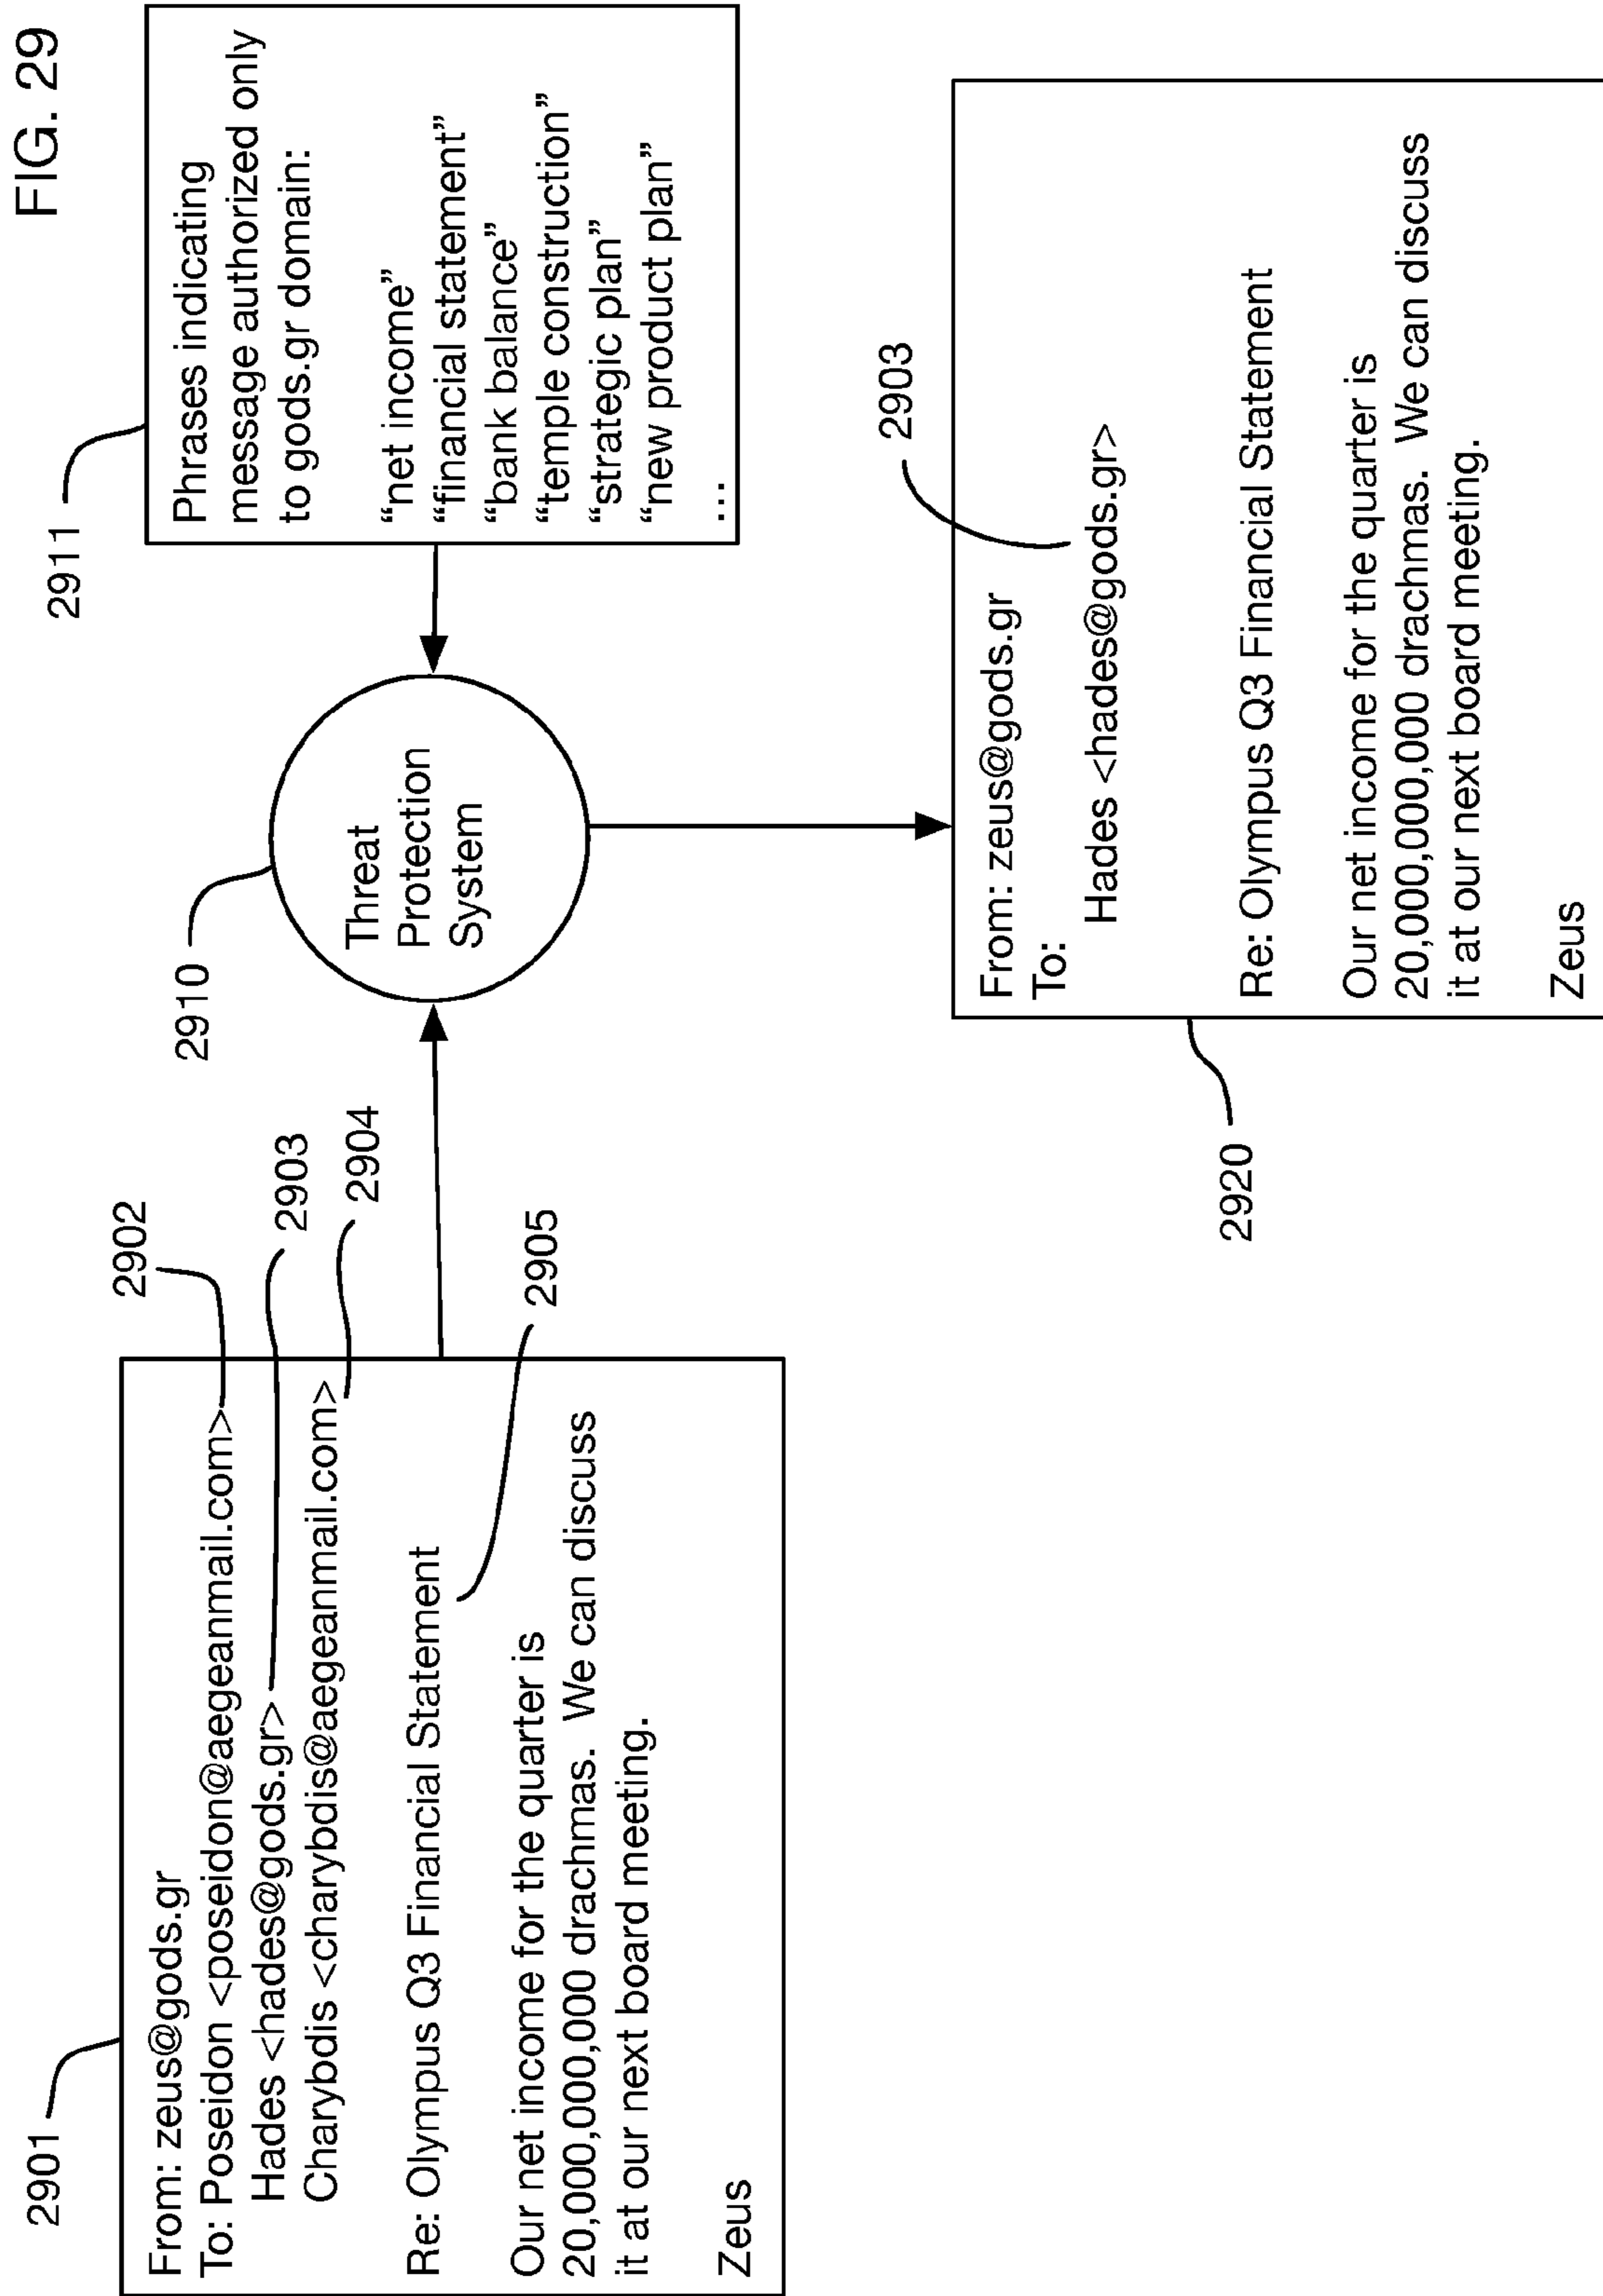 FIG. 29
2901
From: zeus@gods.gr
To: Poseidon <poseidon@aegeanmail.com>
Hades <hades@gods.gr>
Charybdis <charybdis@aegeanmail.com>
Re: Olympus Q3 Financial Statement
Our net income for the quarter is
20,000,000,000 drachmas.  We can discuss
it at our next board meeting.
Zeus
2902
2903
2904
2905
2910
Threat
Protection
System
2911
Phrases indicating
message authorized only
to gods.gr domain:
“net income”
“financial statement”
“bank balance”
“temple construction”
“strategic plan”
“new product plan”
...
2903
2920
From: zeus@gods.gr
To:
Hades <hades@gods.gr>
Re: Olympus Q3 Financial Statement
Our net income for the quarter is
20,000,000,000 drachmas.  We can discuss
it at our next board meeting.
Zeus